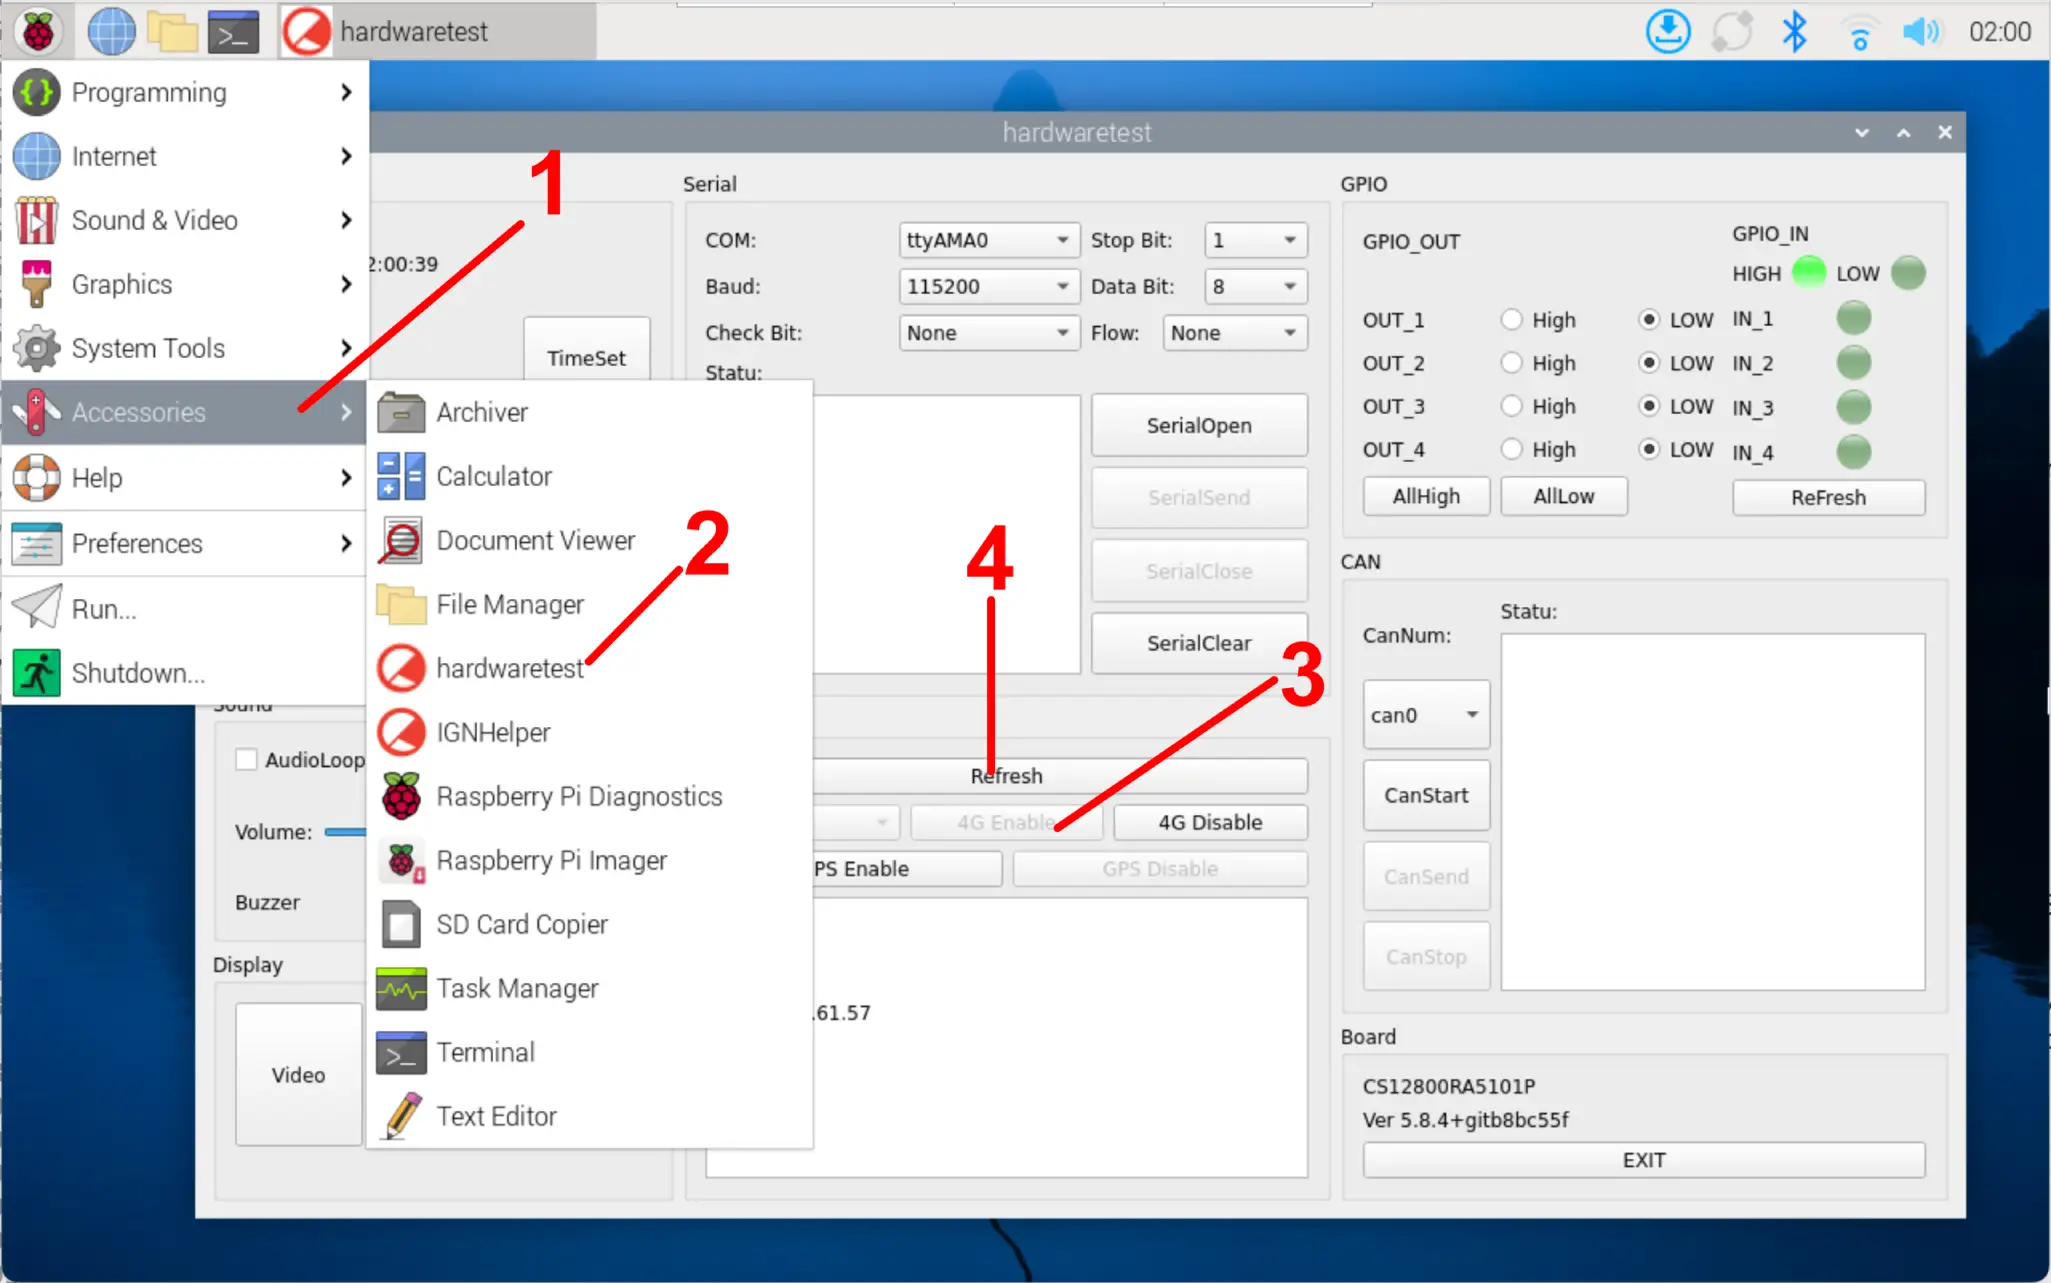 hardwaretest
02:00
Programming
Internet
Sound & Video
Graphics
System Tools
Accessories
Help
Preferences
Run...
Shutdown...
hardwaretest
1
2
3
4
2:00:39
TimeSet
Archiver
Calculator
Document Viewer
File Manager
hardwaretest
IGNHelper
Raspberry Pi Diagnostics
Raspberry Pi Imager
SD Card Copier
Task Manager
Terminal
Text Editor
Serial
COM: ttyAMA0 Stop Bit: 1
Baud: 115200 Data Bit: 8
Check Bit: None Flow: None
Statu:
SerialOpen
SerialSend
SerialClose
SerialClear
Refresh
4G Enable 4G Disable
PS Enable GPS Disable
.61.57
Sound
AudioLoop
Volume:
Buzzer
Display
Video
GPIO
GPIO_OUT GPIO_IN
HIGH LOW
OUT_1 High LOW IN_1
OUT_2 High LOW IN_2
OUT_3 High LOW IN_3
OUT_4 High LOW IN_4
AllHigh AllLow ReFresh
CAN
CanNum: Statu:
can0
CanStart
CanSend
CanStop
Board
CS12800RA5101P
Ver 5.8.4+gitb8bc55f
EXIT